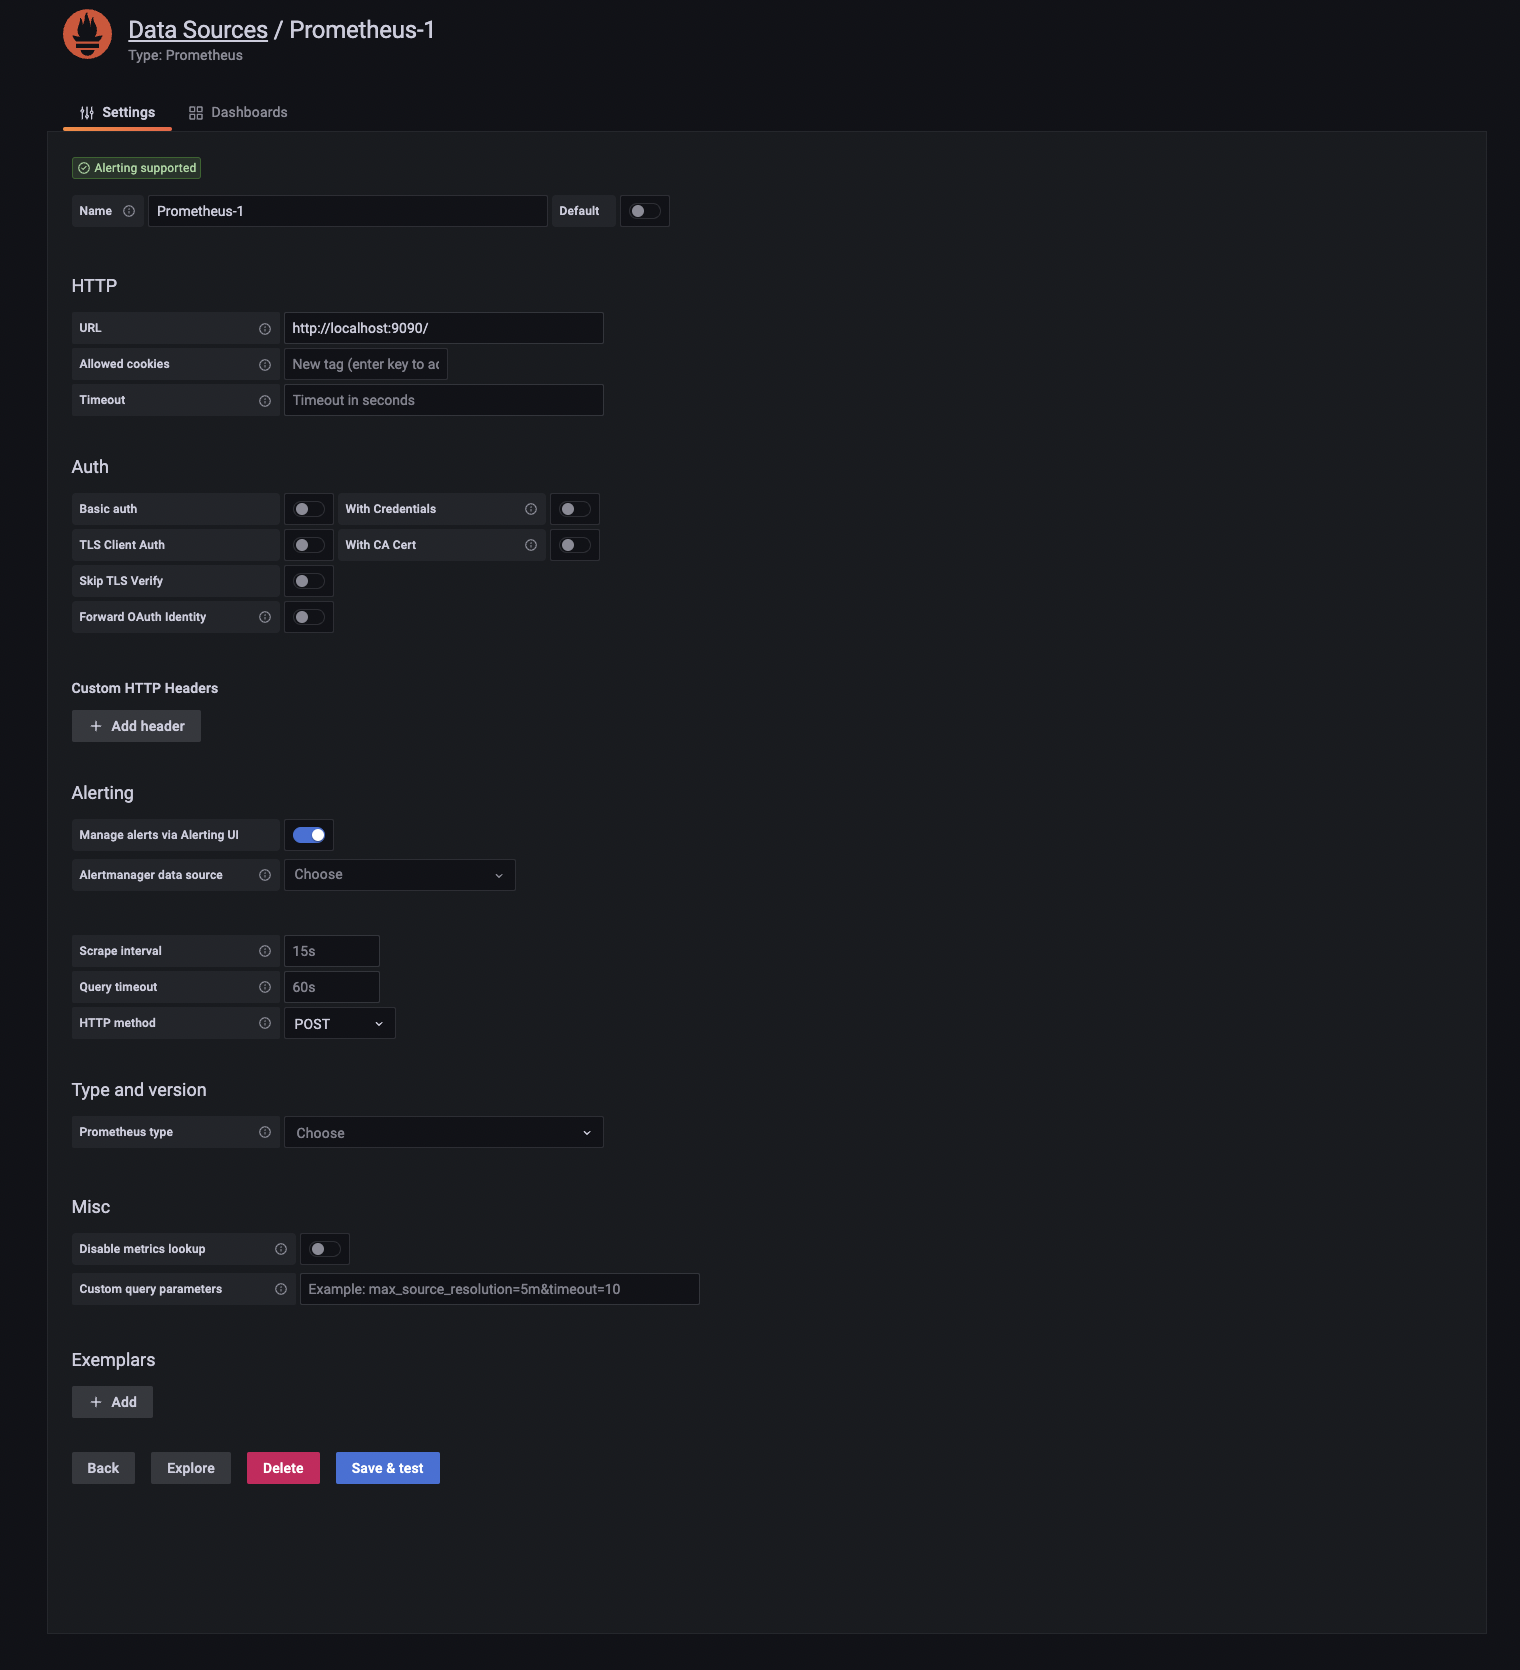 Data Sources / Prometheus-1
Type: Prometheus
Settings
Dashboards
Alerting supported
Name
Prometheus-1
Default
HTTP
URL
http://localhost:9090/
Allowed cookies
New tag (enter key to ac
Timeout
Timeout in seconds
Auth
Basic auth
With Credentials
TLS Client Auth
With CA Cert
Skip TLS Verify
Forward OAuth Identity
Custom HTTP Headers
+ Add header
Alerting
Manage alerts via Alerting UI
Alertmanager data source
Choose
Scrape interval
15s
Query timeout
60s
HTTP method
POST
Type and version
Prometheus type
Choose
Misc
Disable metrics lookup
Custom query parameters
Example: max_source_resolution=5m&timeout=10
Exemplars
+ Add
Back
Explore
Delete
Save & test